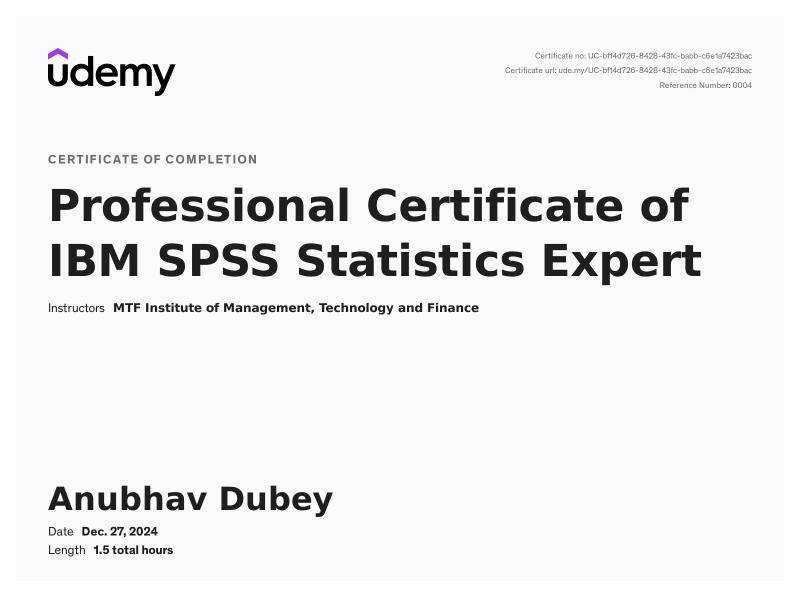 udemy
Certificate no: UC-bf14d726-8428-43fc-babb-c6e1a7423bac
Certificate url: ude.my/UC-bf14d726-8428-43fc-babb-c6e1a7423bac
Reference Number: 0004
CERTIFICATE OF COMPLETION
Professional Certificate of
IBM SPSS Statistics Expert
Instructors MTF Institute of Management, Technology and Finance
Anubhav Dubey
Date Dec. 27, 2024
Length 1.5 total hours